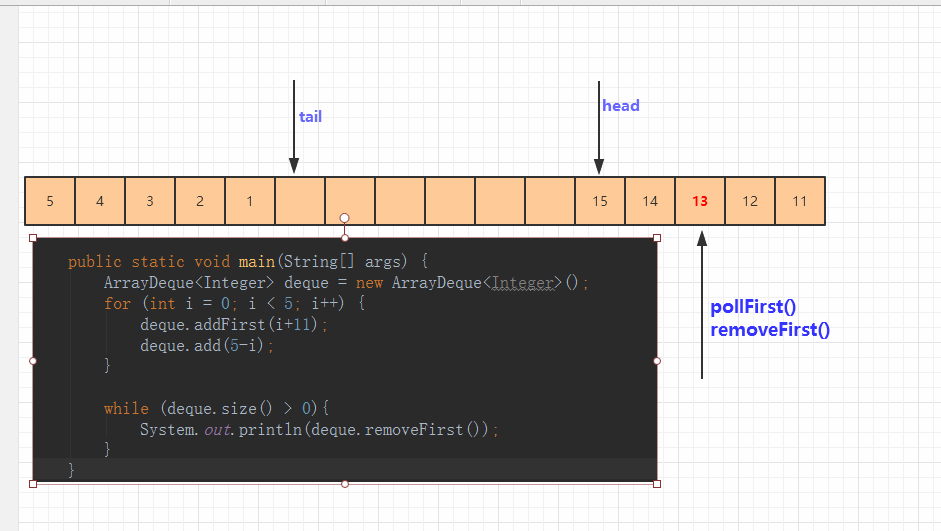 tail
head
5 4 3 2 1 15 14 13 12 11
public static void main(String[] args) {
ArrayDeque<Integer> deque = new ArrayDeque<Integer>();
for (int i = 0; i < 5; i++) {
deque.addFirst(i+11);
deque.add(5-i);
}
while (deque.size() > 0){
System.out.println(deque.removeFirst());
}
}
pollFirst()
removeFirst()